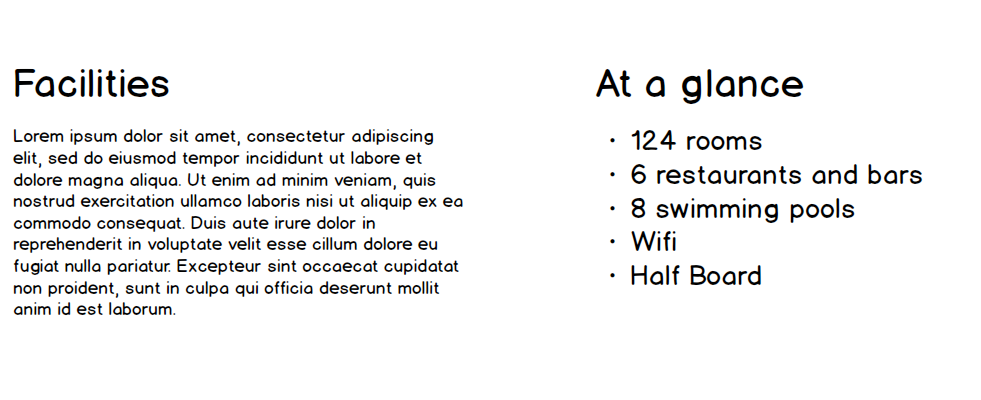 Facilities
Lorem ipsum dolor sit amet, consectetur adipiscing
elit, sed do eiusmod tempor incididunt ut labore et
dolore magna aliqua. Ut enim ad minim veniam, quis
nostrud exercitation ullamco laboris nisi ut aliquip ex ea
commodo consequat. Duis aute irure dolor in
reprehenderit in voluptate velit esse cillum dolore eu
fugiat nulla pariatur. Excepteur sint occaecat cupidatat
non proident, sunt in culpa qui officia deserunt mollit
anim id est laborum.
At a glance
· 124 rooms
· 6 restaurants and bars
· 8 swimming pools
· Wifi
· Half Board